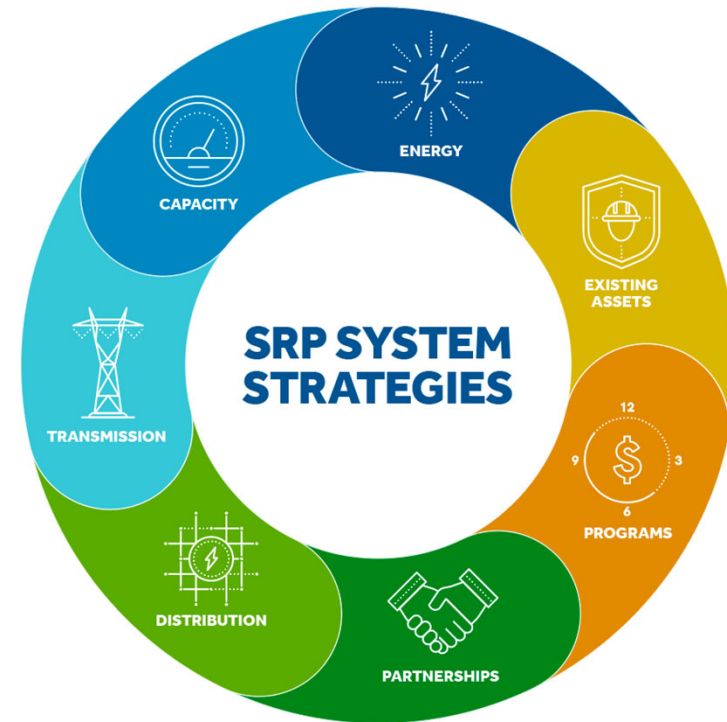 ENERGY
EXISTING
ASSETS
12
9
$
3
6
PROGRAMS
PARTNERSHIPS
DISTRIBUTION
TRANSMISSION
CAPACITY
SRP SYSTEM
STRATEGIES